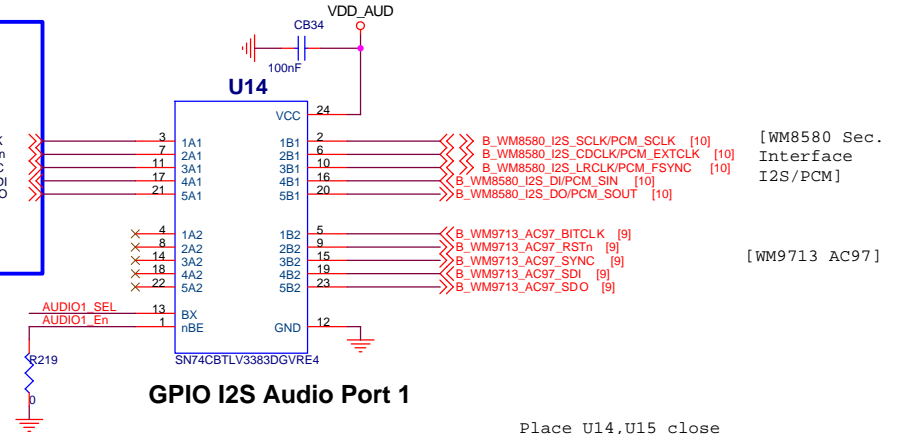 VDD_AUD
CB34
100nF
U14
VCC 24
3 1A1 1B1 2 B_WM8580_I2S_SCLK/PCM_SCLK [10]
7 2A1 2B1 6 B_WM8580_I2S_CDCLK/PCM_EXTCLK [10]
11 3A1 3B1 10 B_WM8580_I2S_LRCLK/PCM_FSYNC [10]
17 4A1 4B1 16 B_WM8580_I2S_DI/PCM_SIN [10]
21 5A1 5B1 20 B_WM8580_I2S_DO/PCM_SOUT [10]
[WM8580 Sec.
Interface
I2S/PCM]
4 1A2 1B2 5 B_WM9713_AC97_BITCLK [9]
8 2A2 2B2 9 B_WM9713_AC97_RSTn [9]
14 3A2 3B2 15 B_WM9713_AC97_SYNC [9]
18 4A2 4B2 19 B_WM9713_AC97_SDI [9]
22 5A2 5B2 23 B_WM9713_AC97_SDO [9]
[WM9713 AC97]
AUDIO1_SEL 13 BX
AUDIO1_En 1 nBE GND 12
R219
0
SN74CBTLV3383DGVRE4
GPIO I2S Audio Port 1
Place U14,U15 close